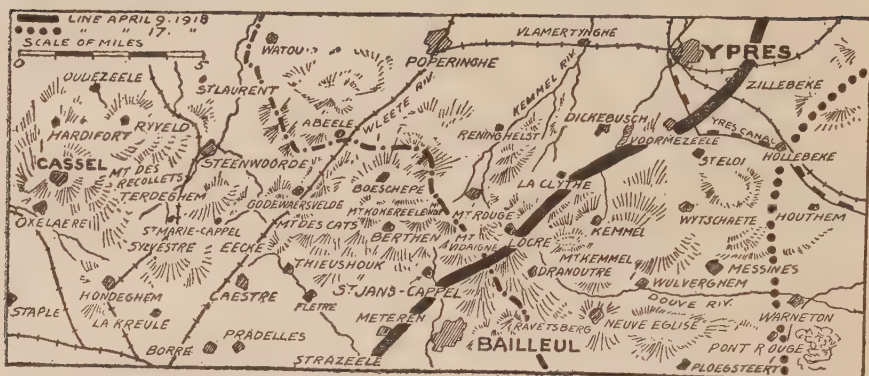 LINE APRIL 9. 1918
" " 17. "
SCALE OF MILES
0 5
WATOU
POPERINGHE
VLAMERTYNGHE
YPRES
ZILLEBEKE
OUDEZEELE
ST LAURENT
ABEELE
WLEETE RIV.
KEMMEL RIV.
HARDIFORT
RYVELD
RENINGHELST
DICKEBUSCH
VOORMEZEELE
YRES CANAL
HOLLEBEKE
CASSEL
MT DES RECOLLETS
STEENWOORDE
ST ELOI
TERDEGHEM
GODEWAERSVELDE
BOESCHEPE
MT KOKEREELENBERG
LA CLYTHE
OXELAERE
ST MARIE-CAPPEL
MT ROUGE
WYTSCHAETE
HOUTHEM
SYLVESTRE
EECKE
MT DES CATS
BERTHEN
MT VIDAIGNE
LOCRE
KEMMEL
MT KEMMEL
THIEUSHOUK
DRANOUTRE
MESSINES
HONDEGHEM
CAESTRE
ST JANS-CAPPEL
WULVERGHEM
DOUVE RIV.
STAPLE
LA KREULE
FLETRE
WARNETON
METEREN
RAVETSBERG
NEUVE EGLISE
BORRE
PRADELLES
STRAZEELE
BAILLEUL
PONT ROUGE
PLOEGSTEERT